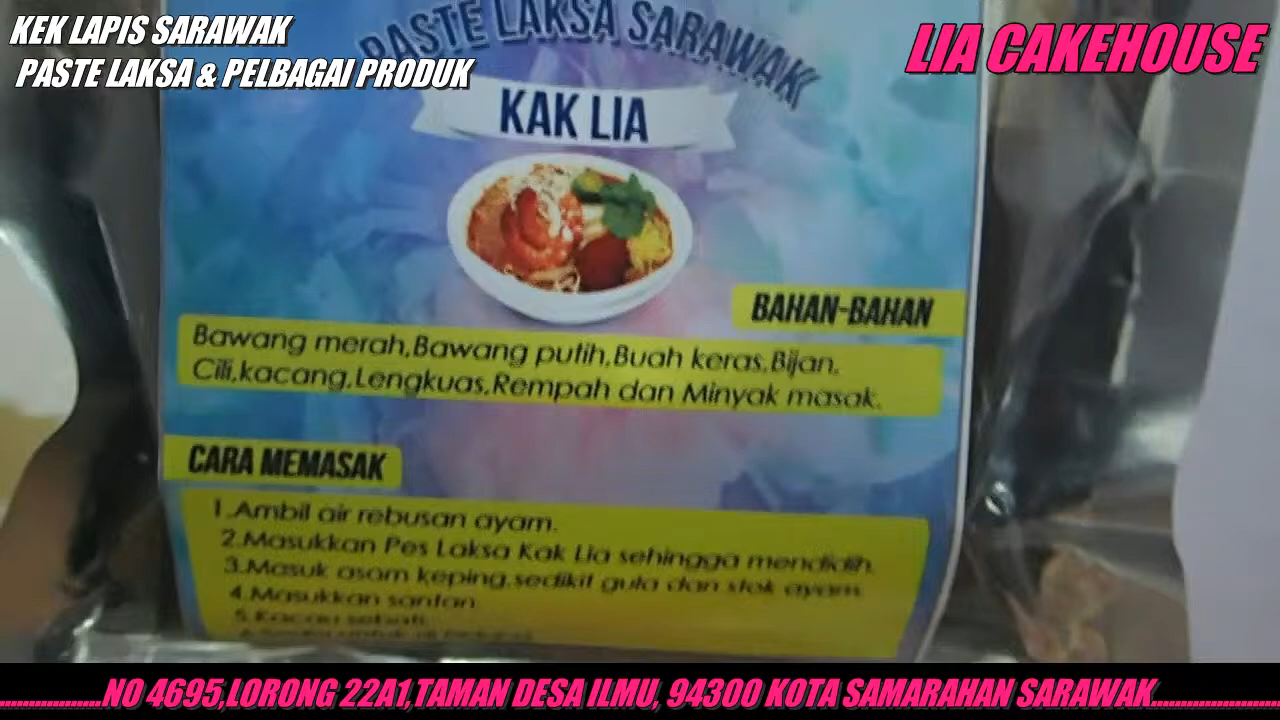 KEK LAPIS SARAWAK
PASTE LAKSA & PELBAGAI PRODUK
LIA CAKEHOUSE
PASTE LAKSA SARAWAK
KAK LIA
BAHAN-BAHAN
Bawang merah,Bawang putih,Buah keras,Bijan,
Cili,kacang,Lengkuas,Rempah dan Minyak masak.
CARA MEMASAK
1.Ambil air rebusan ayam.
2.Masukkan Pes Laksa Kak Lia sehingga mendidih.
3.Masuk asam keping,sedikit gula dan stok ayam.
4.Masukkan santan
5.Kacau sebati
NO 4695,LORONG 22A1,TAMAN DESA ILMU, 94300 KOTA SAMARAHAN SARAWAK